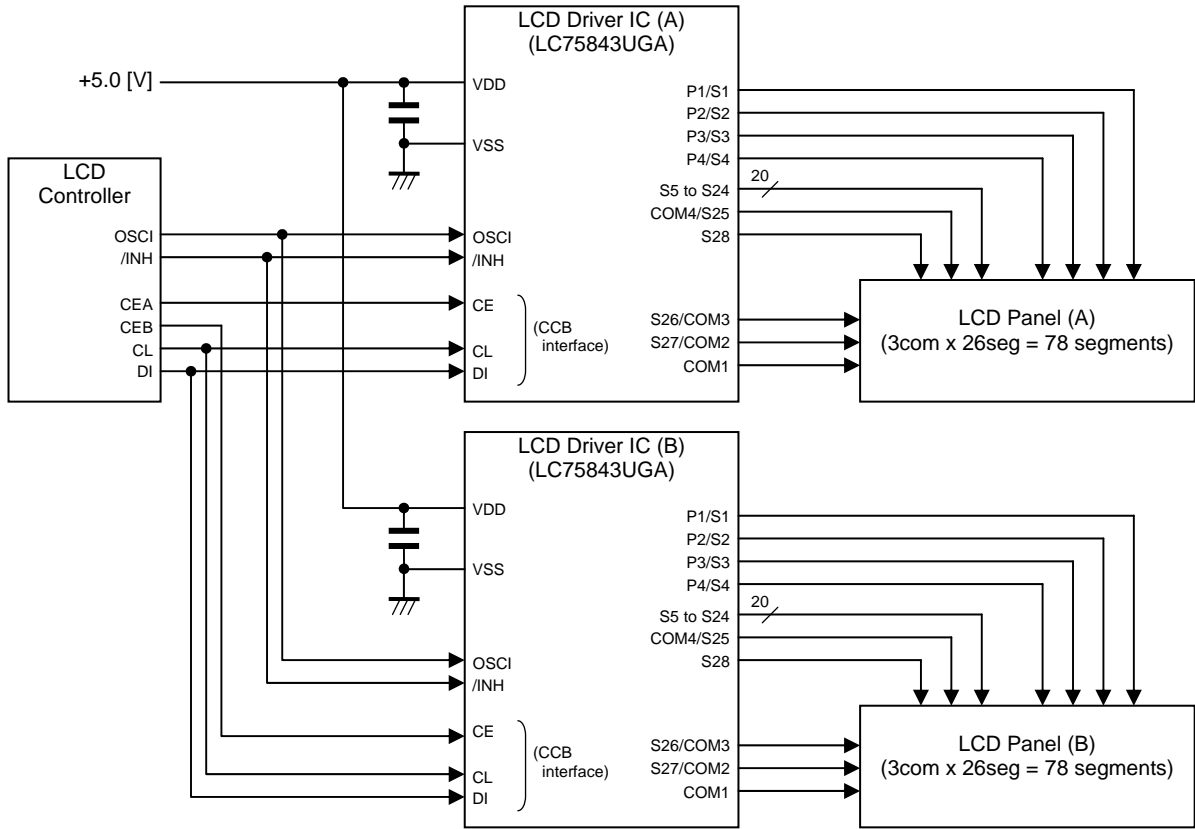 LCD Driver IC (A)
(LC75843UGA)
+5.0 [V]
VDD
VSS
P1/S1
P2/S2
P3/S3
P4/S4
20
S5 to S24
COM4/S25
S28
LCD
Controller
OSCI
/INH
CEA
CEB
CL
DI
OSCI
/INH
CE
CL
DI
(CCB
interface)
S26/COM3
S27/COM2
COM1
LCD Panel (A)
(3com x 26seg = 78 segments)
LCD Driver IC (B)
(LC75843UGA)
VDD
VSS
P1/S1
P2/S2
P3/S3
P4/S4
20
S5 to S24
COM4/S25
S28
OSCI
/INH
CE
CL
DI
(CCB
interface)
S26/COM3
S27/COM2
COM1
LCD Panel (B)
(3com x 26seg = 78 segments)